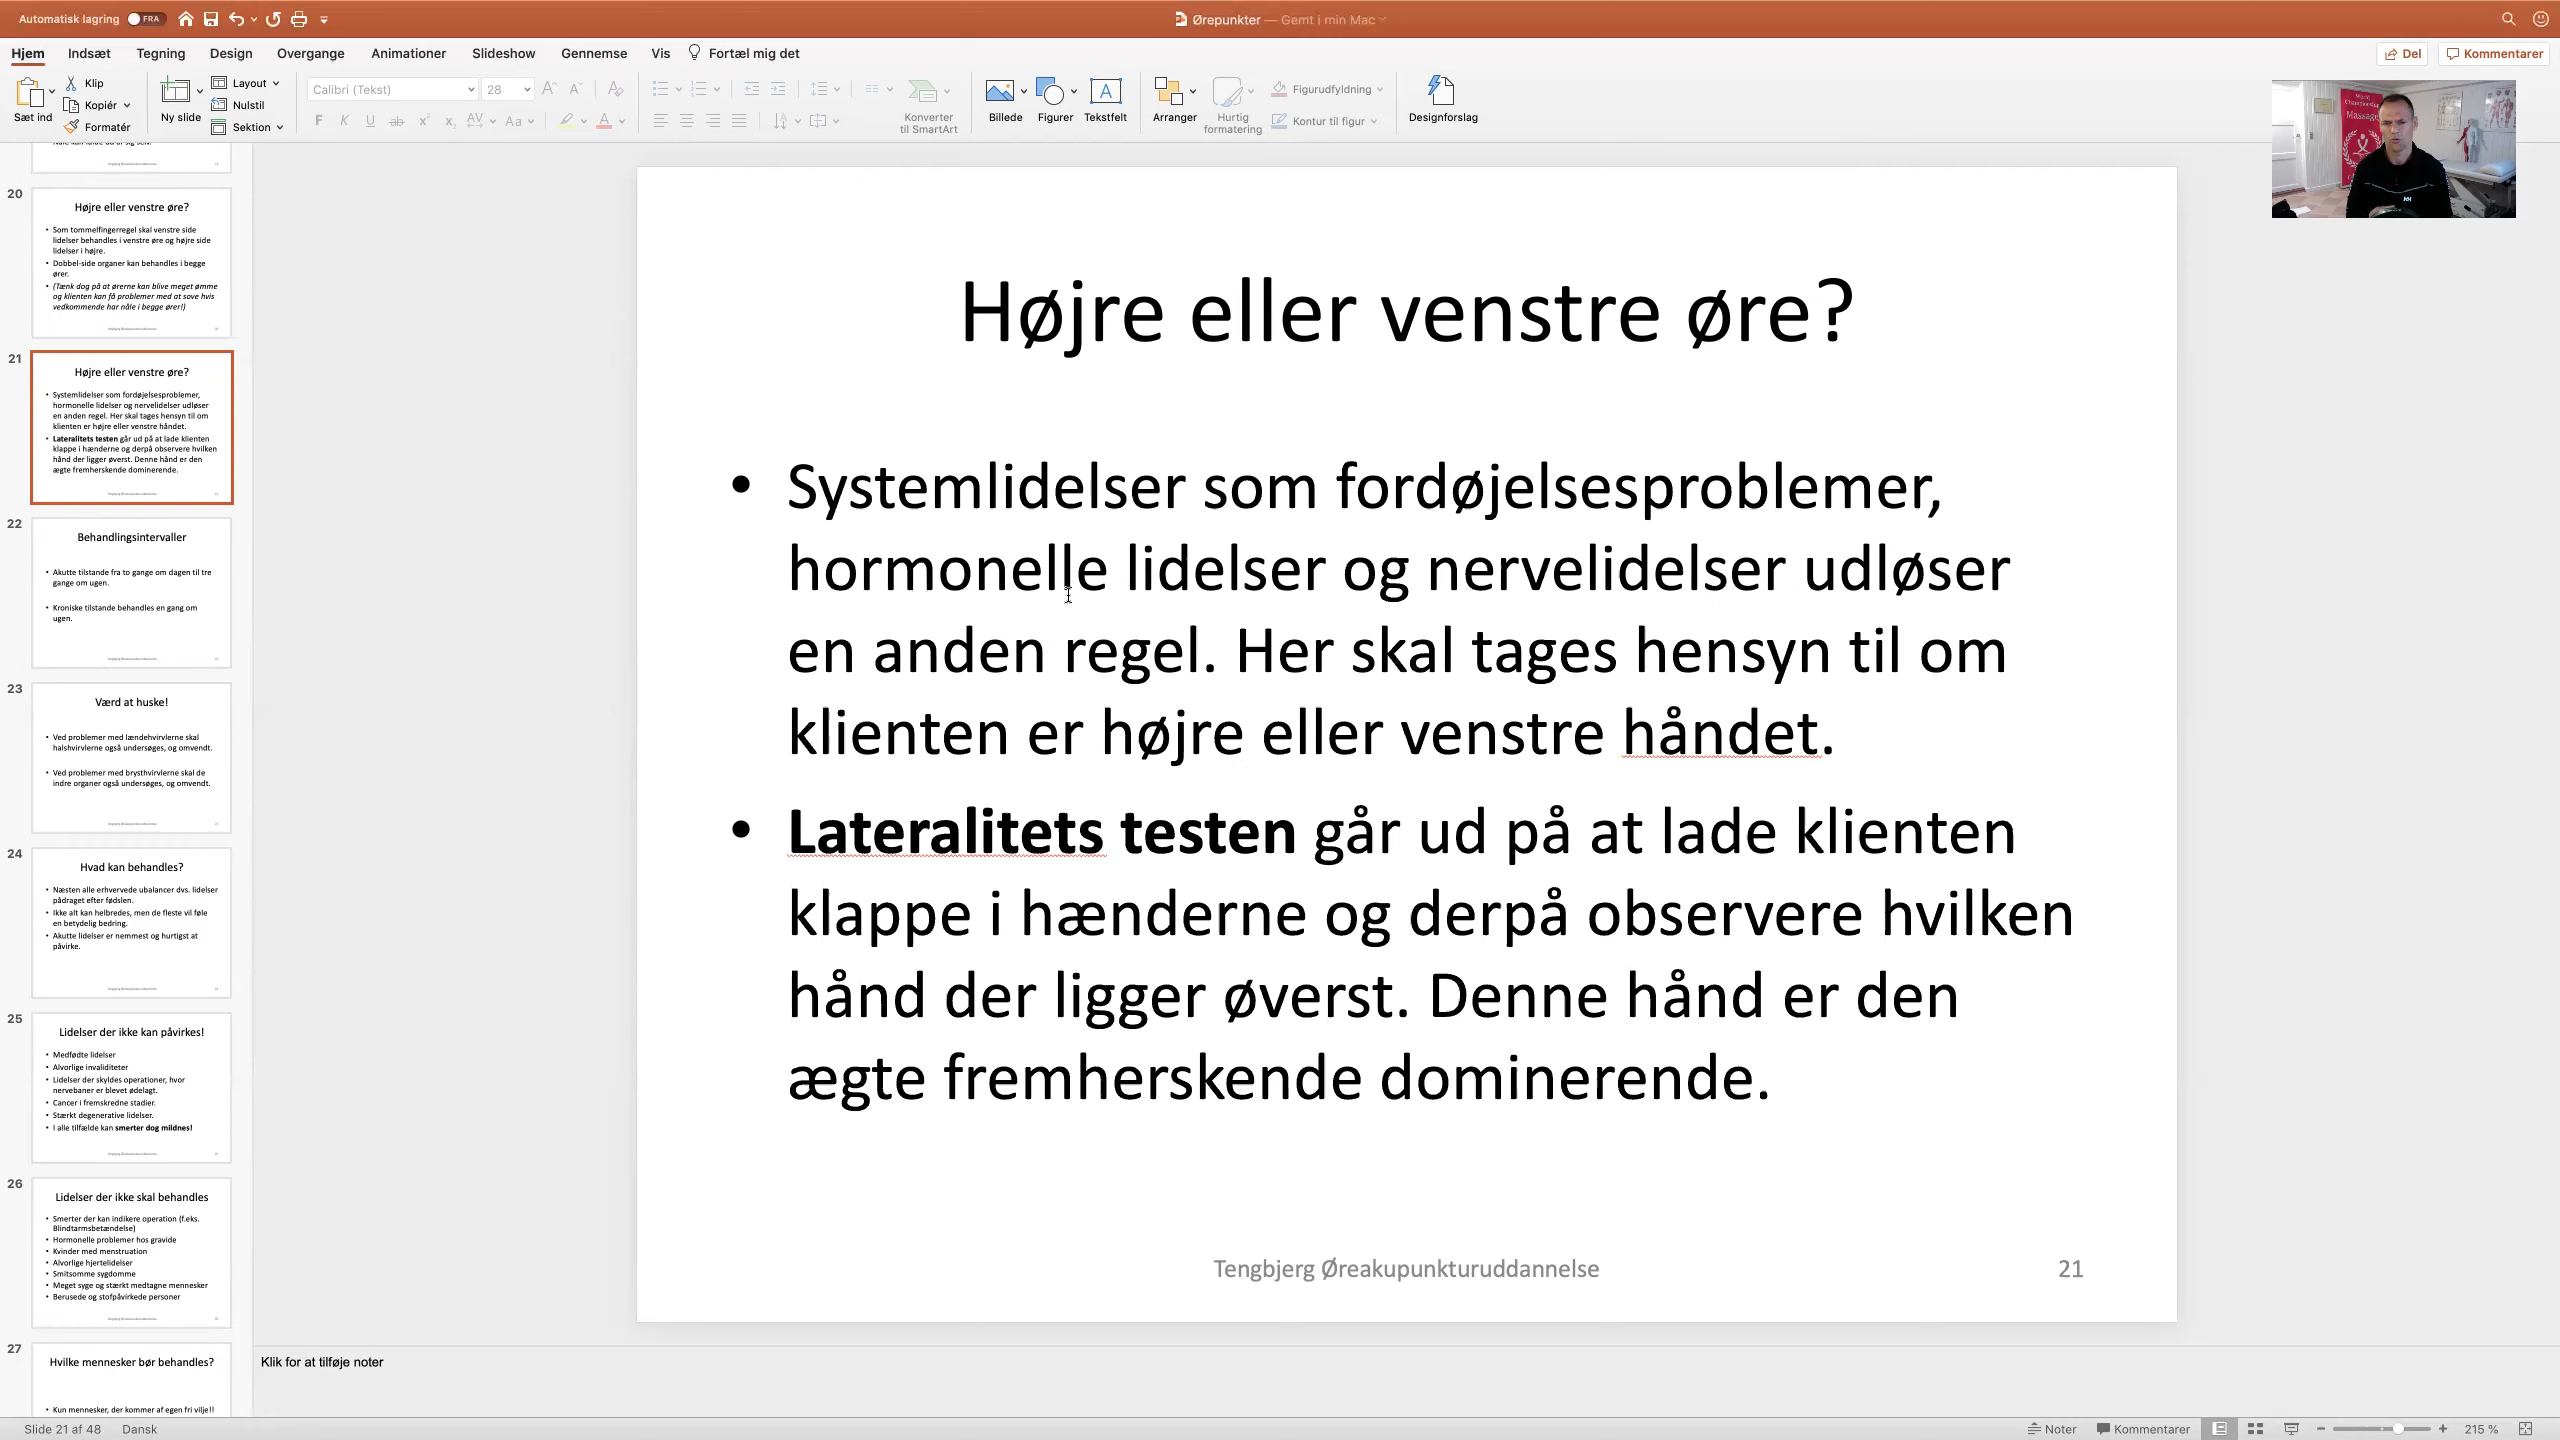 Automatisk lagring FRA
Ørepunkter — Gemt i min Mac
Hjem Indsæt Tegning Design Overgange Animationer Slideshow Gennemse Vis Fortæl mig det
Del Kommentarer
Sæt ind
Klip
Kopiér
Formatér
Ny slide
Layout
Nulstil
Sektion
Calibri (Tekst) 28
Konverter
til SmartArt
Billede
Figurer
Tekstfelt
Arranger
Hurtig
formatering
Figurudfyldning
Kontur til figur
Designforslag
20
Højre eller venstre øre?
• Som tommelfingerregel skal venstre side
lidelser behandles i venstre øre og højre side
lidelser i højre.
• Dobbel-side organer kan behandles i begge
ører.
• (Tænk dog på at ørerne kan blive meget ømme
og klienten kan få problemer med at sove hvis
vedkommende har nåle i begge ører!)
21
Højre eller venstre øre?
• Systemlidelser som fordøjelsesproblemer,
hormonelle lidelser og nervelidelser udløser
en anden regel. Her skal tages hensyn til om
klienten er højre eller venstre håndet.
• Lateralitets testen går ud på at lade klienten
klappe i hænderne og derpå observere hvilken
hånd der ligger øverst. Denne hånd er den
ægte fremherskende dominerende.
22
Behandlingsintervaller
• Akutte tilstande fra to gange om dagen til tre
gange om ugen.
• Kroniske tilstande behandles en gang om
ugen.
23
Værd at huske!
• Ved problemer med lændehvirvlerne skal
halshvirvlerne også undersøges, og omvendt.
• Ved problemer med brysthvirvlerne skal de
indre organer også undersøges, og omvendt.
24
Hvad kan behandles?
• Næsten alle erhvervede ubalancer dvs. lidelser
pådraget efter fødslen.
• Ikke alt kan helbredes, men de fleste vil føle
en betydelig bedring.
• Akutte lidelser er nemmest og hurtigst at
påvirke.
25
Lidelser der ikke kan påvirkes!
• Medfødte lidelser
• Alvorlige invaliditeter
• Lidelser der skyldes operationer, hvor
nervebaner er blevet ødelagt.
• Cancer i fremskredne stadier.
• Stærkt degenerative lidelser.
• I alle tilfælde kan smerter dog mildnes!
26
Lidelser der ikke skal behandles
• Smerter der kan indikere operation (f.eks.
Blindtarmsbetændelse)
• Hormonelle problemer hos gravide
• Kvinder med menstruation
• Alvorlige hjertelidelser
• Smitsomme sygdomme
• Meget syge og stærkt medtagne mennesker
• Berusede og stofpåvirkede personer
27
Hvilke mennesker bør behandles?
• Kun mennesker, der kommer af egen fri vilje!!
Højre eller venstre øre?
• Systemlidelser som fordøjelsesproblemer,
hormonelle lidelser og nervelidelser udløser
en anden regel. Her skal tages hensyn til om
klienten er højre eller venstre håndet.
• Lateralitets testen går ud på at lade klienten
klappe i hænderne og derpå observere hvilken
hånd der ligger øverst. Denne hånd er den
ægte fremherskende dominerende.
Tengbjerg Øreakupunkturuddannelse 21
Klik for at tilføje noter
Slide 21 af 48 Dansk
Noter Kommentarer 215 %